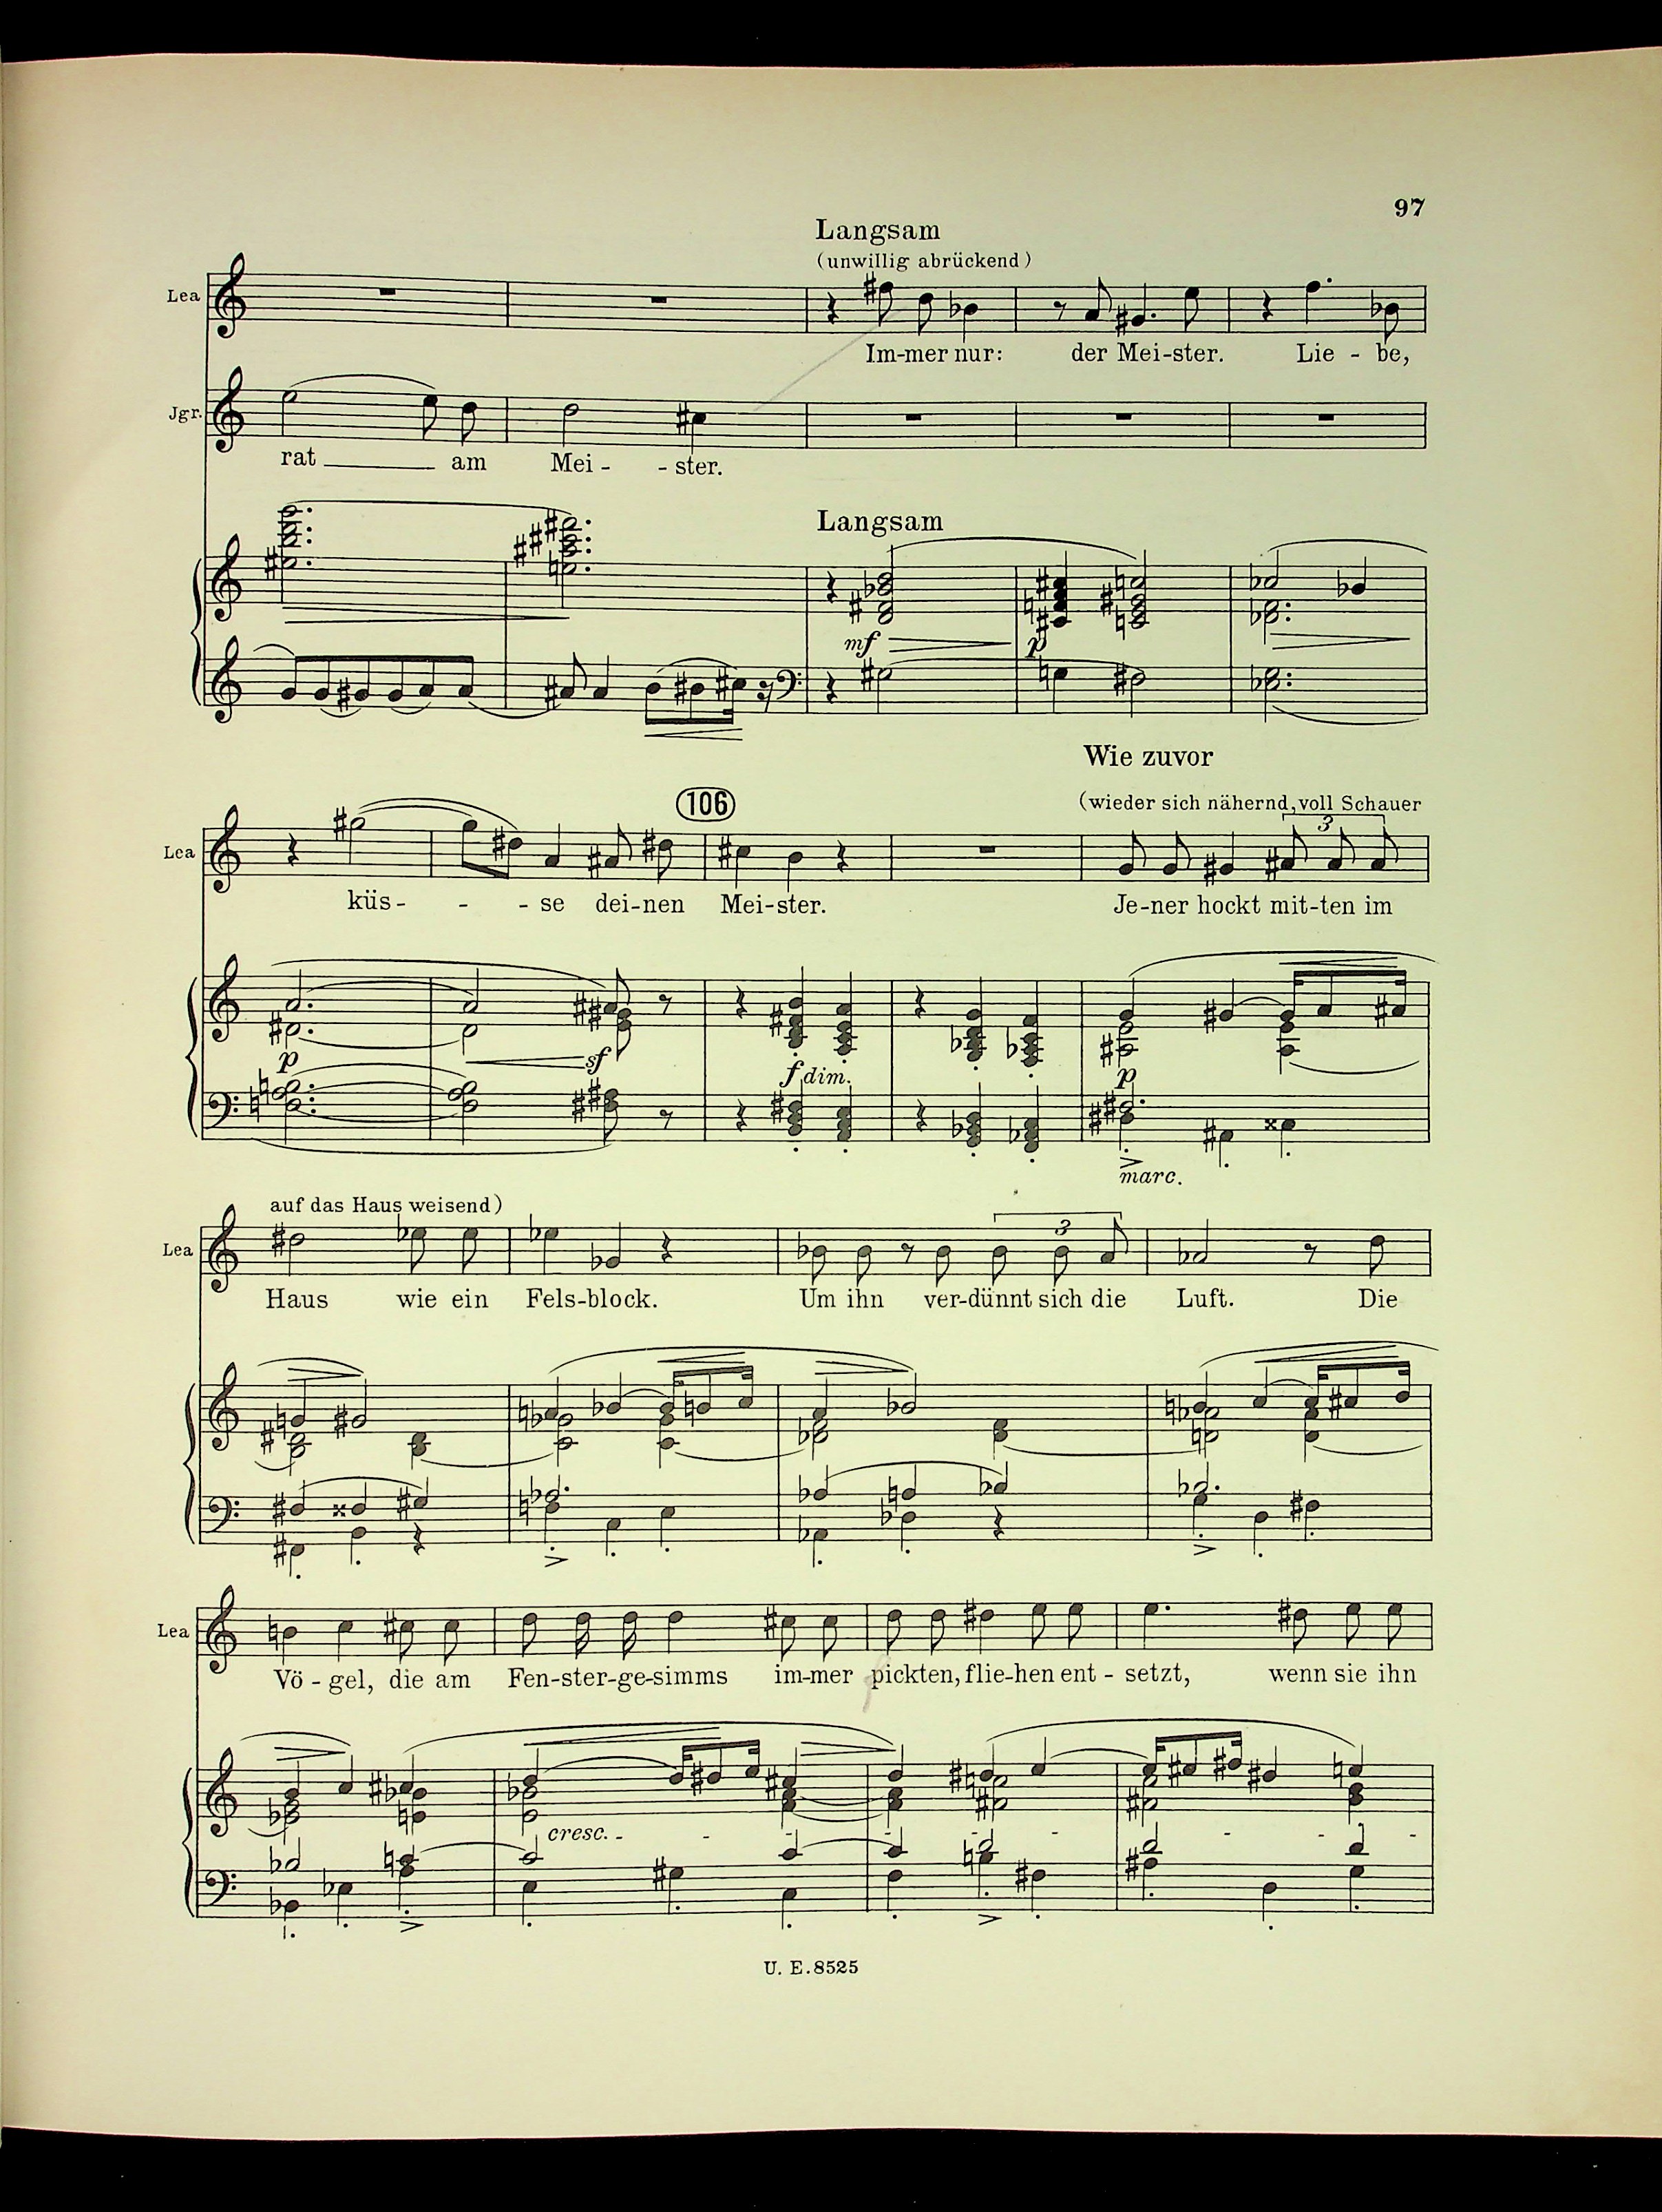 97
Langsam
(unwillig abrückend)
Lea
Im-mer nur: der Mei-ster. Lie - be,
Jgr.
rat am Mei - - ster.
Langsam
mf p
Wie zuvor
106 (wieder sich nähernd, voll Schauer
Lea 3
küs - - - se dei-nen Mei-ster. Je-ner hockt mit-ten im
p sf f dim. p
marc.
auf das Haus weisend)
Lea 3
Haus wie ein Fels-block. Um ihn ver-dünnt sich die Luft. Die
Lea
Vö - gel, die am Fen-ster-ge-simms im-mer pickten, flie-hen ent - setzt, wenn sie ihn
cresc. - - - - - - - -
U. E. 8525